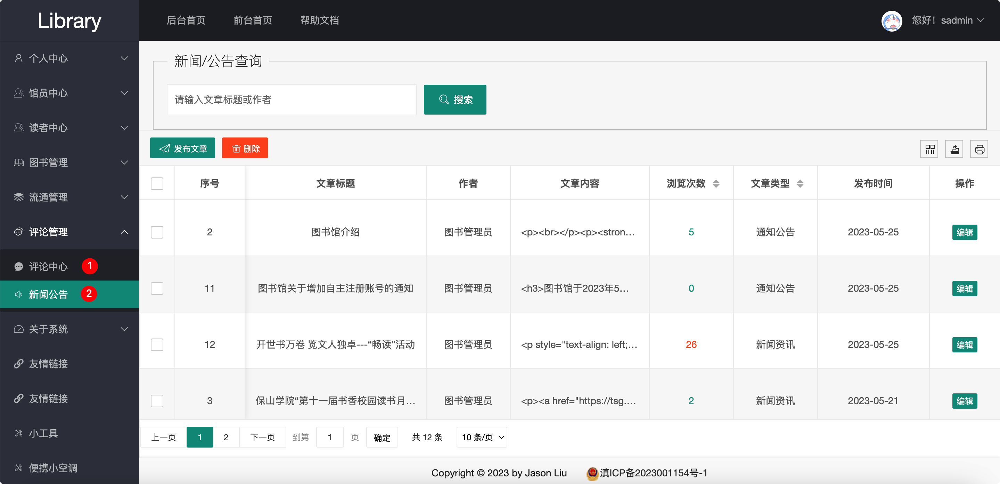 Library
后台首页 前台首页 帮助文档 您好！sadmin
个人中心
馆员中心
读者中心
图书管理
流通管理
评论管理
评论中心 1
新闻公告 2
关于系统
友情链接
友情链接
小工具
便携小空调
新闻/公告查询
请输入文章标题或作者 搜索
发布文章 删除
序号 文章标题 作者 文章内容 浏览次数 文章类型 发布时间 操作
2 图书馆介绍 图书管理员 <p><br></p><p><stron... 5 通知公告 2023-05-25 编辑
11 图书馆关于增加自主注册账号的通知 图书管理员 <h3>图书馆于2023年5... 0 通知公告 2023-05-25 编辑
12 开世书万卷 览文人独卓---“畅读”活动 图书管理员 <p style="text-align: left;... 26 新闻资讯 2023-05-25 编辑
3 保山学院“第十一届书香校园读书月... 图书管理员 <p><a href="https://tsg.... 2 新闻资讯 2023-05-21 编辑
上一页 1 2 下一页 到第 1 页 确定 共 12 条 10 条/页
Copyright © 2023 by Jason Liu 滇ICP备2023001154号-1